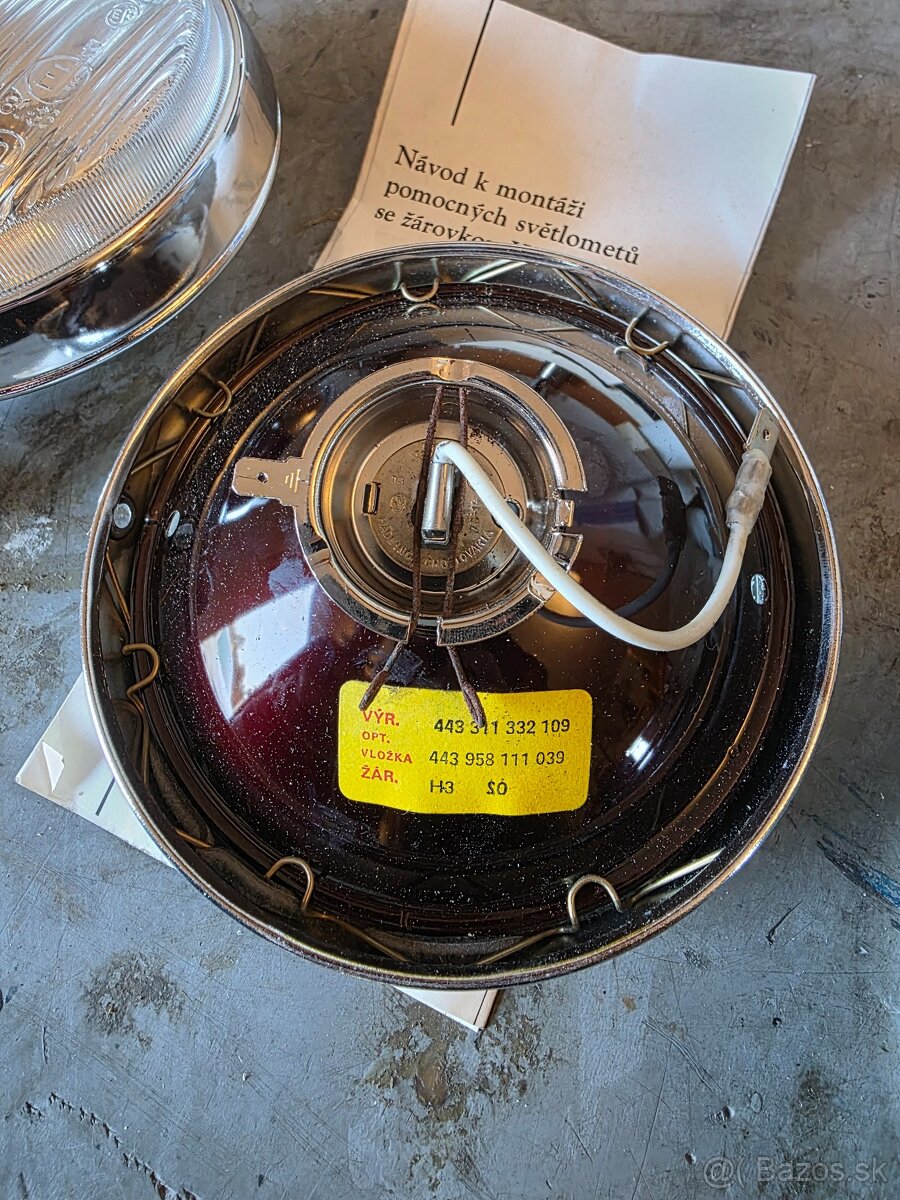 Návod k montáži
pomocných světlometů
se
VÝR. 443 311 332 109
OPT.
VLOŽKA 443 958 111 039
ŽÁR. H3 SO
Bazos.sk